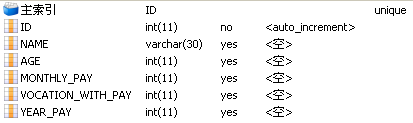 主索引 ID unique
ID int(11) no <auto_increment>
NAME varchar(30) yes <空>
AGE int(11) yes <空>
MONTHLY_PAY int(11) yes <空>
VOCATION_WITH_PAY int(11) yes <空>
YEAR_PAY int(11) yes <空>